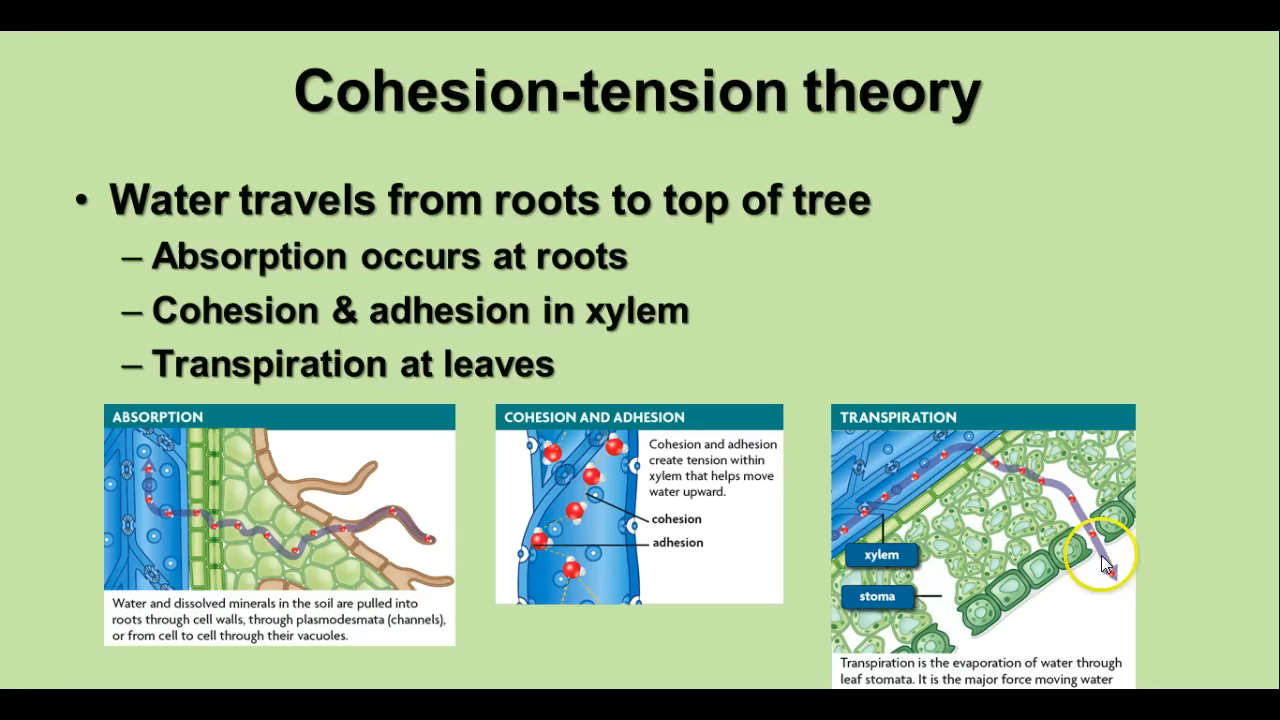 Cohesion-tension theory
• Water travels from roots to top of tree
– Absorption occurs at roots
– Cohesion & adhesion in xylem
– Transpiration at leaves
ABSORPTION
Water and dissolved minerals in the soil are pulled into
roots through cell walls, through plasmodesmata (channels),
or from cell to cell through their vacuoles.
COHESION AND ADHESION
Cohesion and adhesion
create tension within
xylem that helps move
water upward.
cohesion
adhesion
TRANSPIRATION
xylem
stoma
Transpiration is the evaporation of water through
leaf stomata. It is the major force moving water